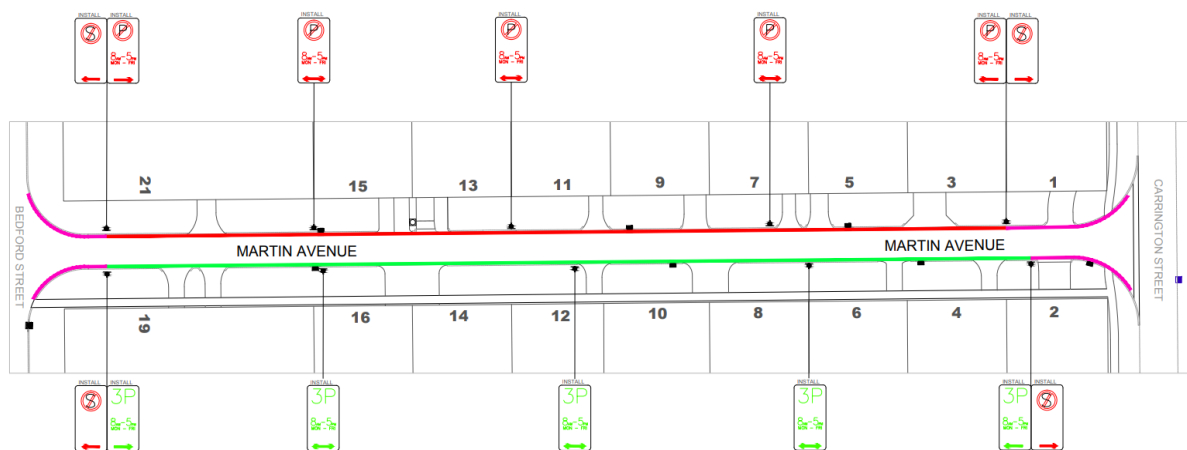 INSTALL INSTALL INSTALL INSTALL INSTALL INSTALL INSTALL
S P P P P P S
8AM-5PM 8AM-5PM 8AM-5PM 8AM-5PM 8AM-5PM
MON - FRI MON - FRI MON - FRI MON - FRI MON - FRI
21 15 13 11 9 7 5 3 1
BEDFORD STREET
MARTIN AVENUE MARTIN AVENUE
CARRINGTON STREET
19 16 14 12 10 8 6 4 2
INSTALL INSTALL INSTALL INSTALL INSTALL INSTALL INSTALL
S 3P 3P 3P 3P 3P S
8AM-5PM 8AM-5PM 8AM-5PM 8AM-5PM 8AM-5PM
MON - FRI MON - FRI MON - FRI MON - FRI MON - FRI